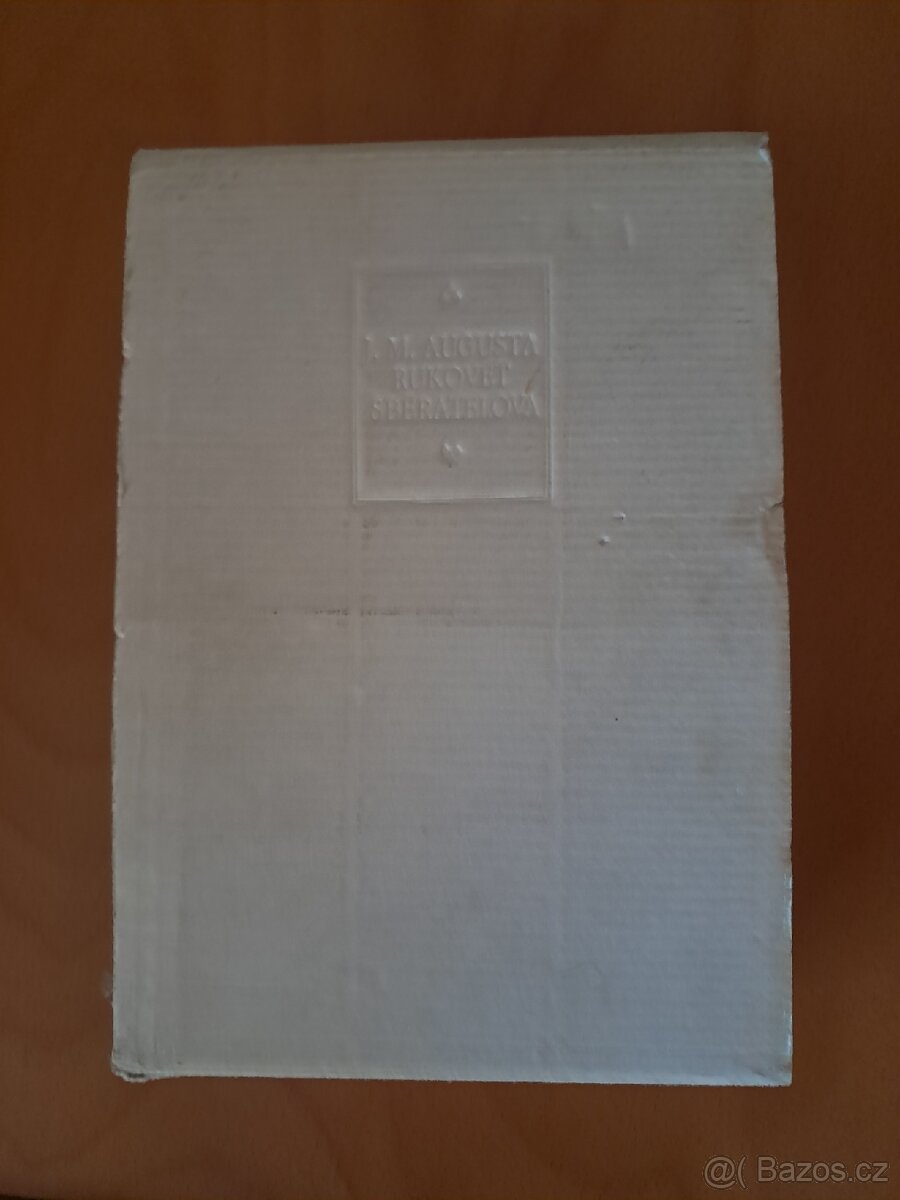 J. M. AUGUSTA
RUKOVĚŤ
SBĚRATELOVA
@( Bazos.cz